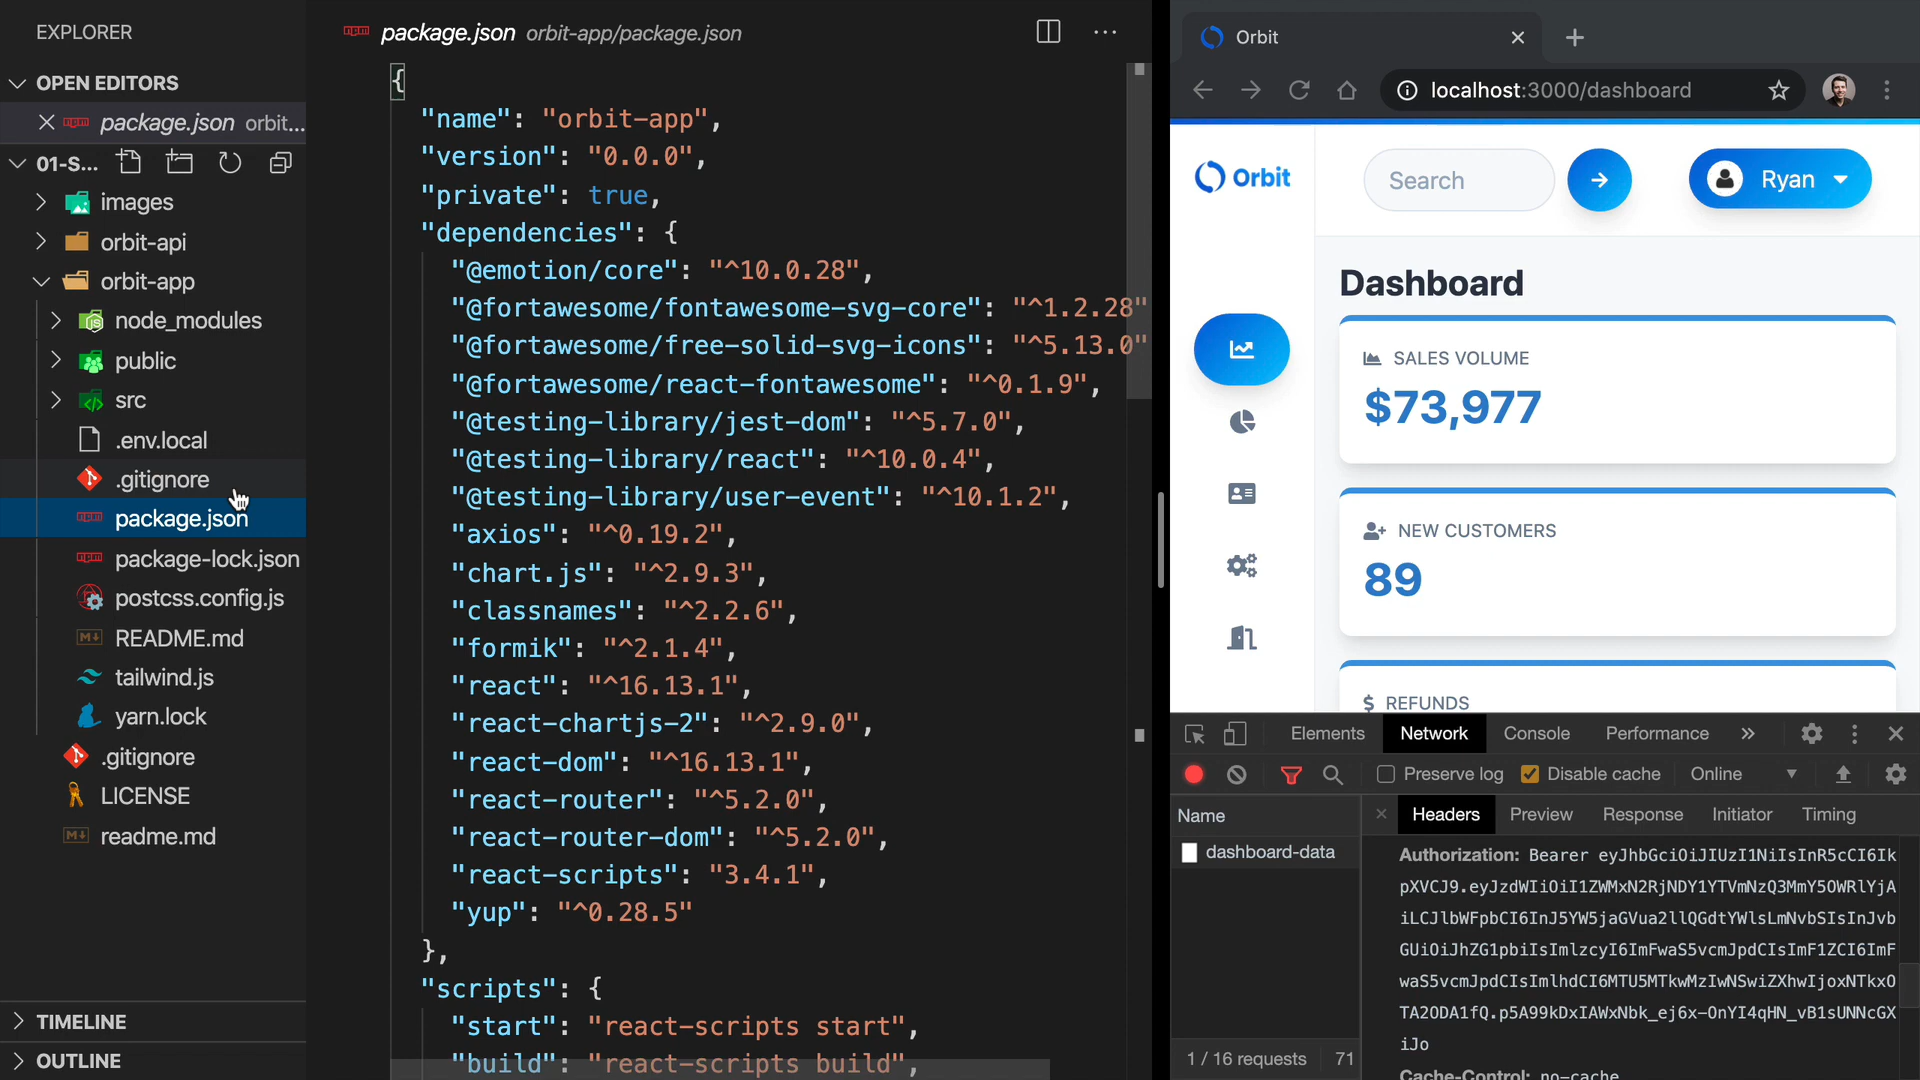 EXPLORER
OPEN EDITORS
package.json orbit...
01-S...
images
orbit-api
orbit-app
node_modules
public
src
.env.local
.gitignore
package.json
package-lock.json
postcss.config.js
README.md
tailwind.js
yarn.lock
.gitignore
LICENSE
readme.md
TIMELINE
OUTLINE
package.json orbit-app/package.json
{
"name": "orbit-app",
"version": "0.0.0",
"private": true,
"dependencies": {
"@emotion/core": "^10.0.28",
"@fortawesome/fontawesome-svg-core": "^1.2.28"
"@fortawesome/free-solid-svg-icons": "^5.13.0"
"@fortawesome/react-fontawesome": "^0.1.9",
"@testing-library/jest-dom": "^5.7.0",
"@testing-library/react": "^10.0.4",
"@testing-library/user-event": "^10.1.2",
"axios": "^0.19.2",
"chart.js": "^2.9.3",
"classnames": "^2.2.6",
"formik": "^2.1.4",
"react": "^16.13.1",
"react-chartjs-2": "^2.9.0",
"react-dom": "^16.13.1",
"react-router": "^5.2.0",
"react-router-dom": "^5.2.0",
"react-scripts": "3.4.1",
"yup": "^0.28.5"
},
"scripts": {
"start": "react-scripts start",
"build": "react-scripts build",
Orbit
localhost:3000/dashboard
Orbit
Search
Ryan
Dashboard
SALES VOLUME
$73,977
NEW CUSTOMERS
89
REFUNDS
Elements Network Console Performance
Preserve log Disable cache Online
Name
dashboard-data
1 / 16 requests 71
Headers Preview Response Initiator Timing
Authorization: Bearer eyJhbGciOiJIUzI1NiIsInR5cCI6Ik
pXVCJ9.eyJzdWIiOiI1ZWMxN2RjNDY1YTVmNzQ3MmY5OWRlYjA
iLCJlbWFpbCI6InJ5YW5jaGVua2llQGdtYWlsLmNvbSIsInJvb
GUiOiJhZG1pbiIsImlzcyI6ImFwaS5vcmJpdCIsImF1ZCI6ImF
waS5vcmJpdCIsImlhdCI6MTU5MTkwMzIwNSwiZXhwIjoxNTkxO
TA2ODA1fQ.p5A99kDxIAWxNbk_ej6x-OnYI4qHN_vB1sUNNcGX
iJo
Cache-Control: no-cache